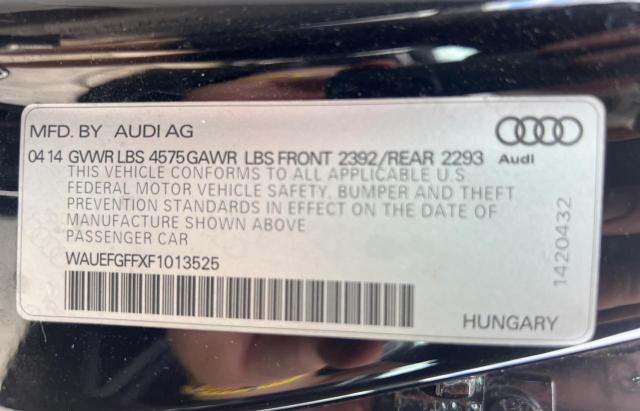 MFD. BY AUDI AG
04 14 GVWR LBS 4575 GAWR LBS FRONT 2392/REAR 2293
Audi
THIS VEHICLE CONFORMS TO ALL APPLICABLE U.S.
FEDERAL MOTOR VEHICLE SAFETY, BUMPER AND THEFT
PREVENTION STANDARDS IN EFFECT ON THE DATE OF
MANUFACTURE SHOWN ABOVE
PASSENGER CAR
WAUEFGFFXF1013525
1420432
HUNGARY